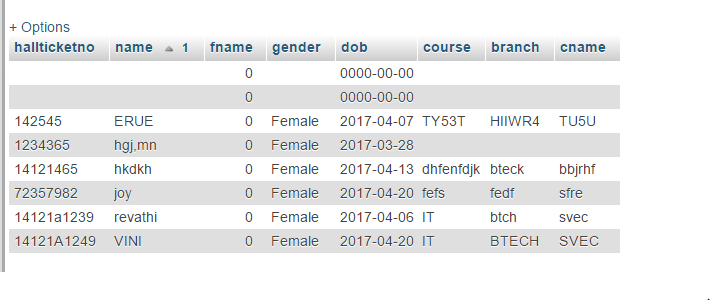 + Options
hallticketno name 1 fname gender dob course branch cname
0 0000-00-00
0 0000-00-00
142545 ERUE 0 Female 2017-04-07 TY53T HIIWR4 TU5U
1234365 hgj,mn 0 Female 2017-03-28
14121465 hkdkh 0 Female 2017-04-13 dhfenfdjk bteck bbjrhf
72357982 joy 0 Female 2017-04-20 fefs fedf sfre
14121a1239 revathi 0 Female 2017-04-06 IT btch svec
14121A1249 VINI 0 Female 2017-04-20 IT BTECH SVEC